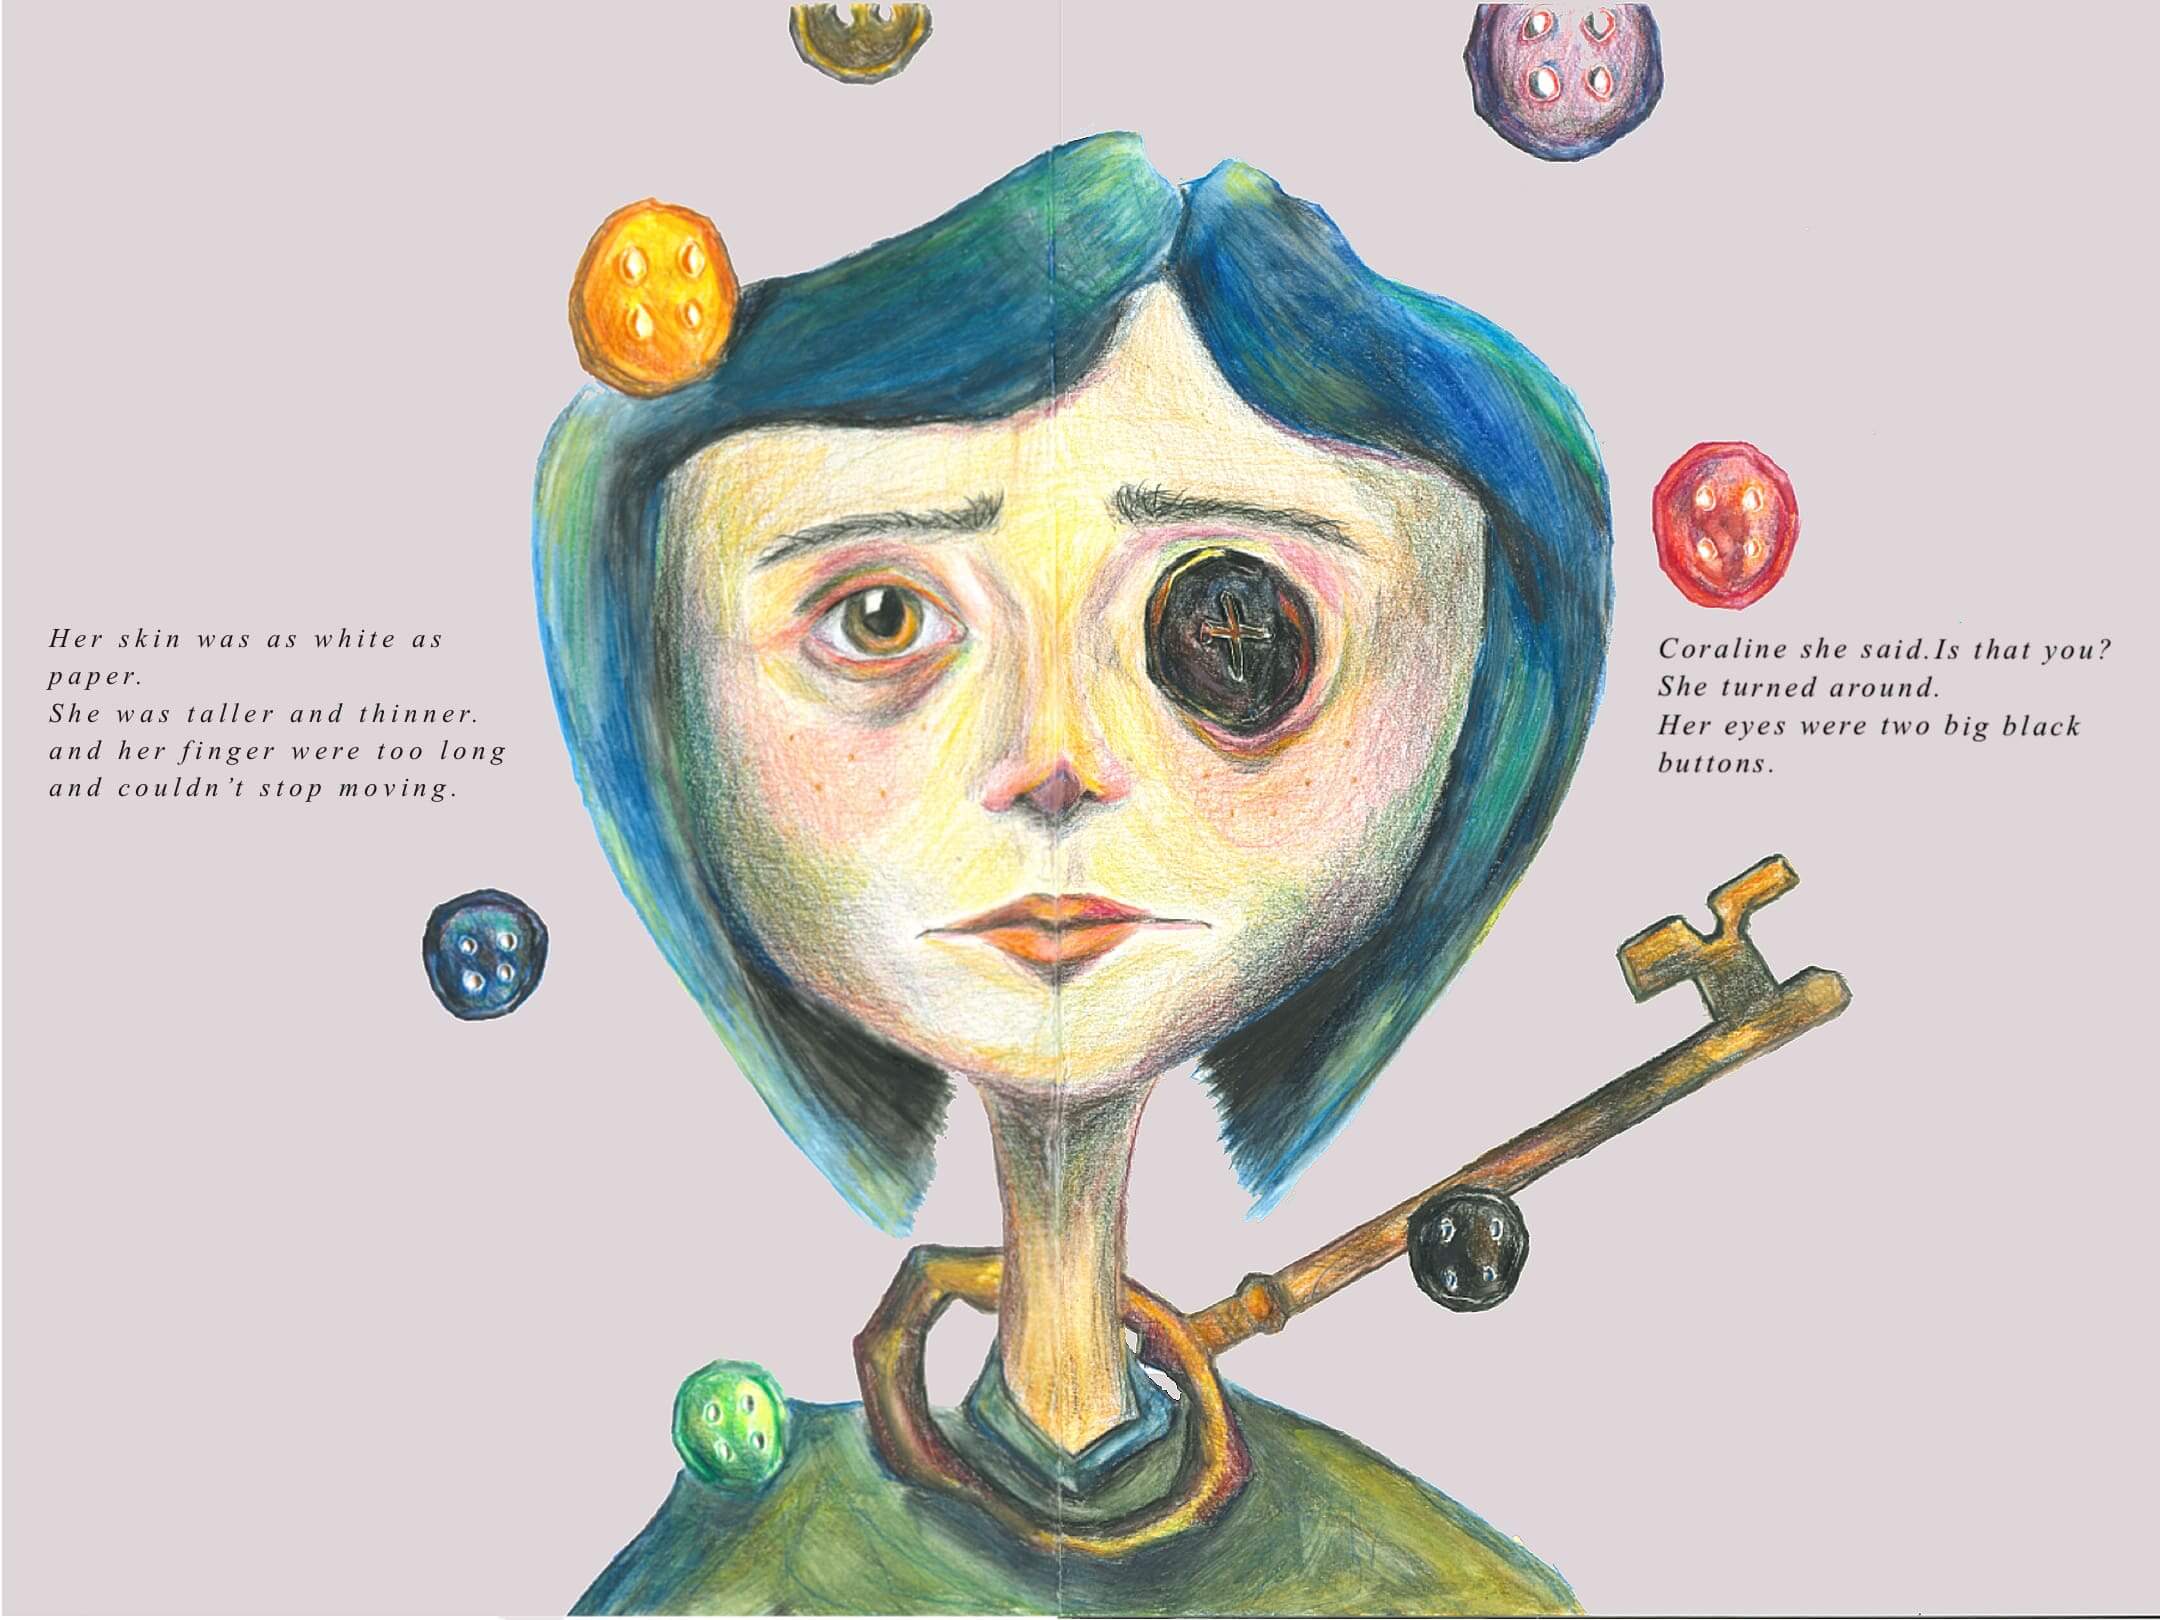 Her skin was as white as
paper.
She was taller and thinner.
and her finger were too long
and couldn't stop moving.
Coraline she said.Is that you?
She turned around.
Her eyes were two big black
buttons.